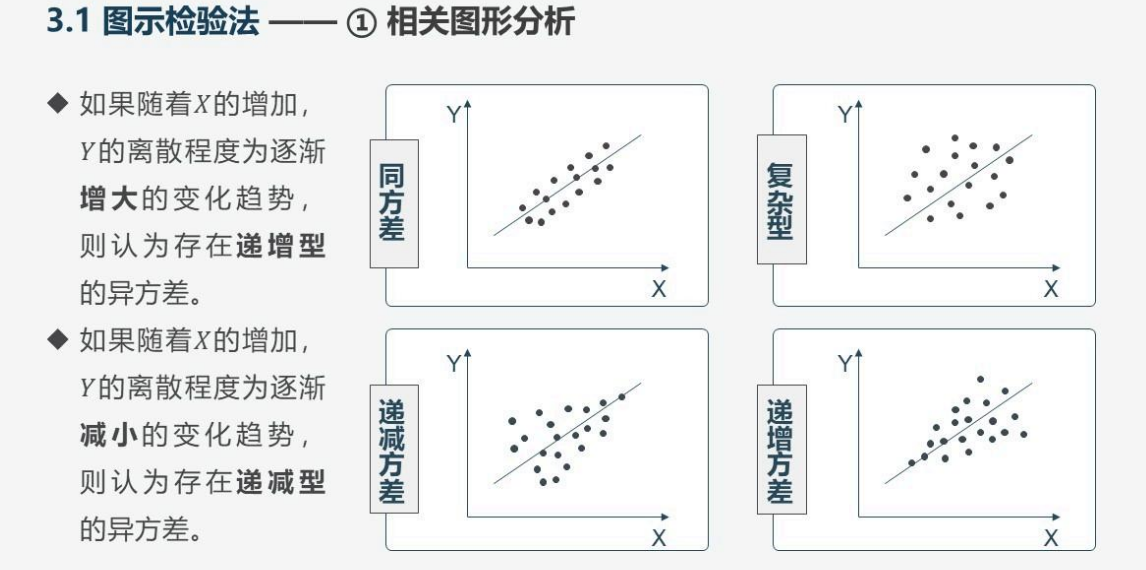 3.1 图示检验法 —— ① 相关图形分析
◆ 如果随着X的增加，
Y的离散程度为逐渐
增大的变化趋势，
则认为存在递增型
的异方差。
◆ 如果随着X的增加，
Y的离散程度为逐渐
减小的变化趋势，
则认为存在递减型
的异方差。
同方差
Y
X
复杂型
Y
X
递减方差
Y
X
递增方差
Y
X